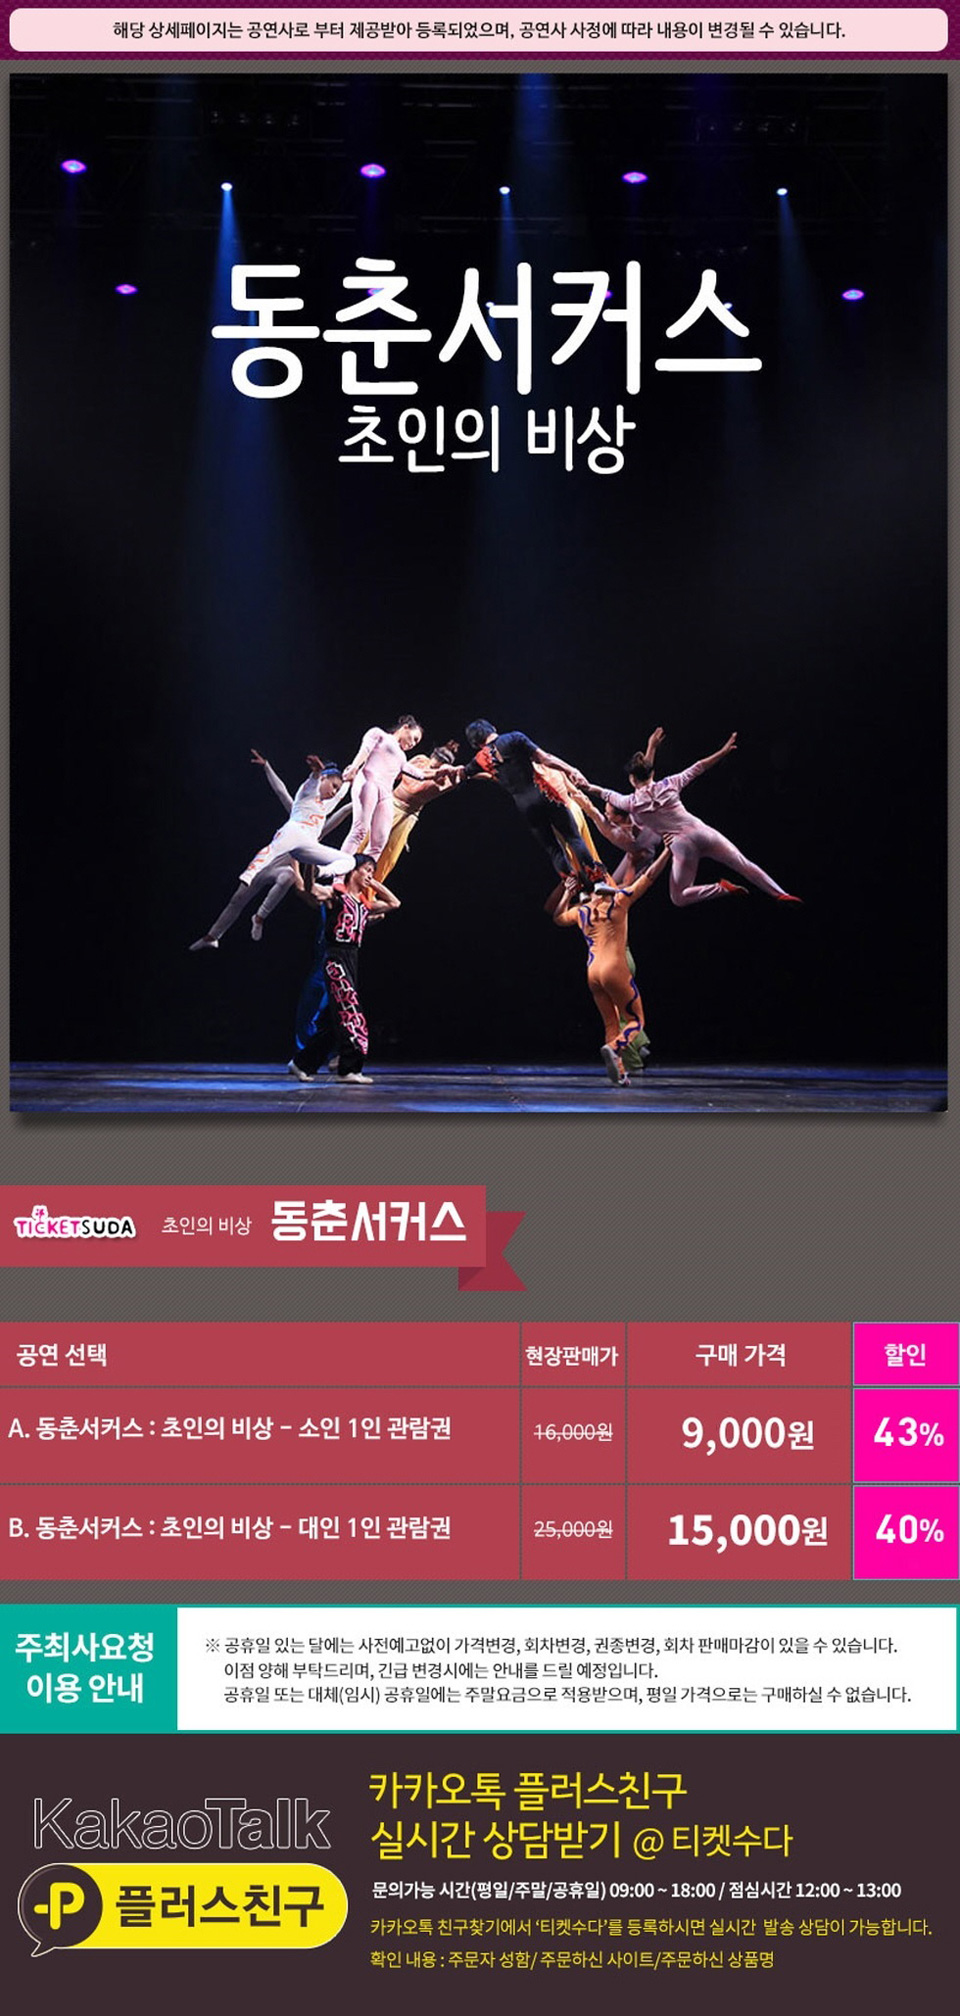 해당 상세페이지는 공연사로 부터 제공받아 등록되었으며, 공연사 사정에 따라 내용이 변경될 수 있습니다.
동춘서커스
초인의 비상
TICKETSUDA 초인의 비상 동춘서커스
공연 선택 현장판매가 구매 가격 할인
A. 동춘서커스 : 초인의 비상 - 소인 1인 관람권 16,000원 9,000원 43%
B. 동춘서커스 : 초인의 비상 - 대인 1인 관람권 25,000원 15,000원 40%
주최사요청
이용 안내
※ 공휴일 있는 달에는 사전예고없이 가격변경, 회차변경, 권종변경, 회차 판매마감이 있을 수 있습니다.
이점 양해 부탁드리며, 긴급 변경시에는 안내를 드릴 예정입니다.
공휴일 또는 대체(임시) 공휴일에는 주말요금으로 적용받으며, 평일 가격으로는 구매하실 수 없습니다.
KakaoTalk
P 플러스친구
카카오톡 플러스친구
실시간 상담받기 @ 티켓수다
문의가능 시간(평일/주말/공휴일) 09:00 ~ 18:00 / 점심시간 12:00 ~ 13:00
카카오톡 친구찾기에서 '티켓수다'를 등록하시면 실시간 발송 상담이 가능합니다.
확인 내용 : 주문자 성함/ 주문하신 사이트/주문하신 상품명